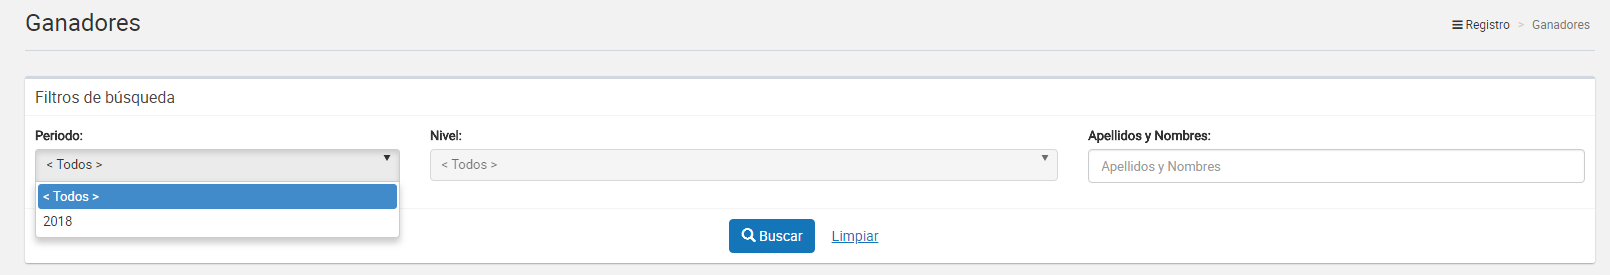 Ganadores
Registro > Ganadores
Filtros de búsqueda
Periodo:
Nivel:
Apellidos y Nombres:
< Todos >
< Todos >
Apellidos y Nombres
< Todos >
2018
Buscar
Limpiar